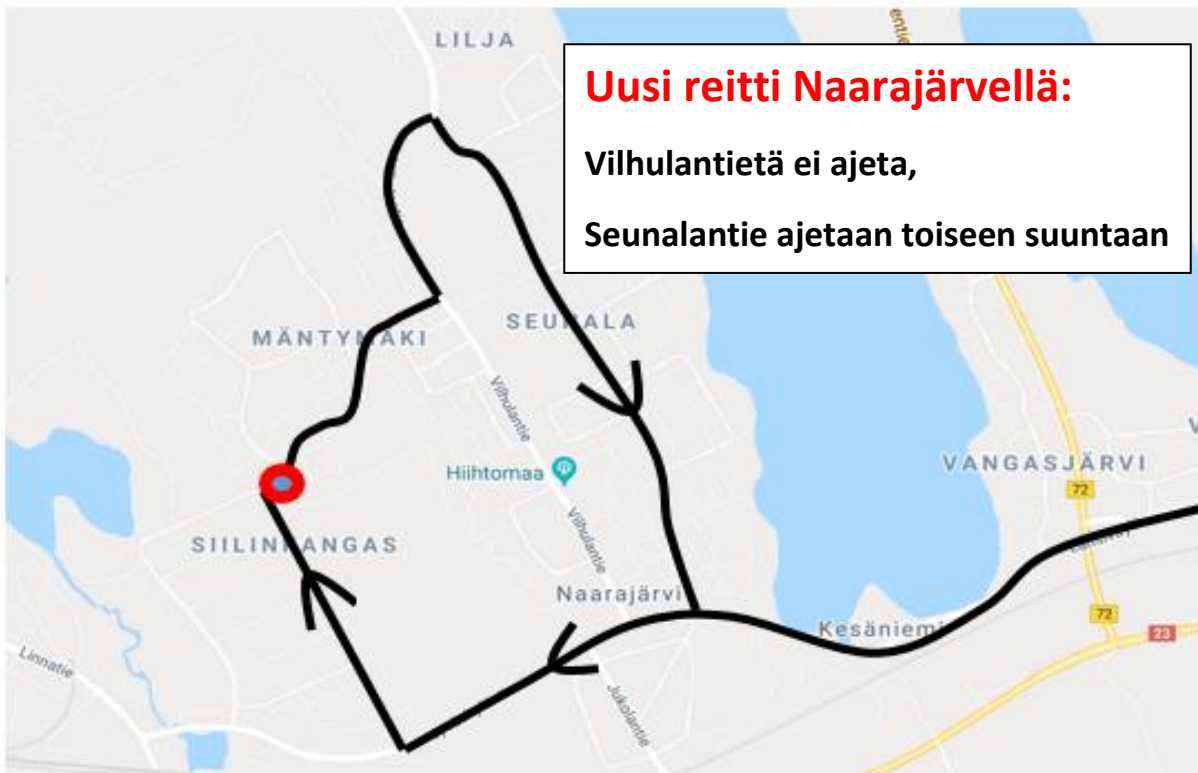 LILJA
Uusi reitti Naarajärvellä:
Vilhulantietä ei ajeta,
Seunalantie ajetaan toiseen suuntaan
MÄNTYMÄKI
SEUNALA
Vilhulantie
Hiihtomaa
VANGASJÄRVI
72
SIILINKANGAS
Vilhulantie
Naarajärvi
Kesäniemi
72
23
Linnatie
Jukolantie